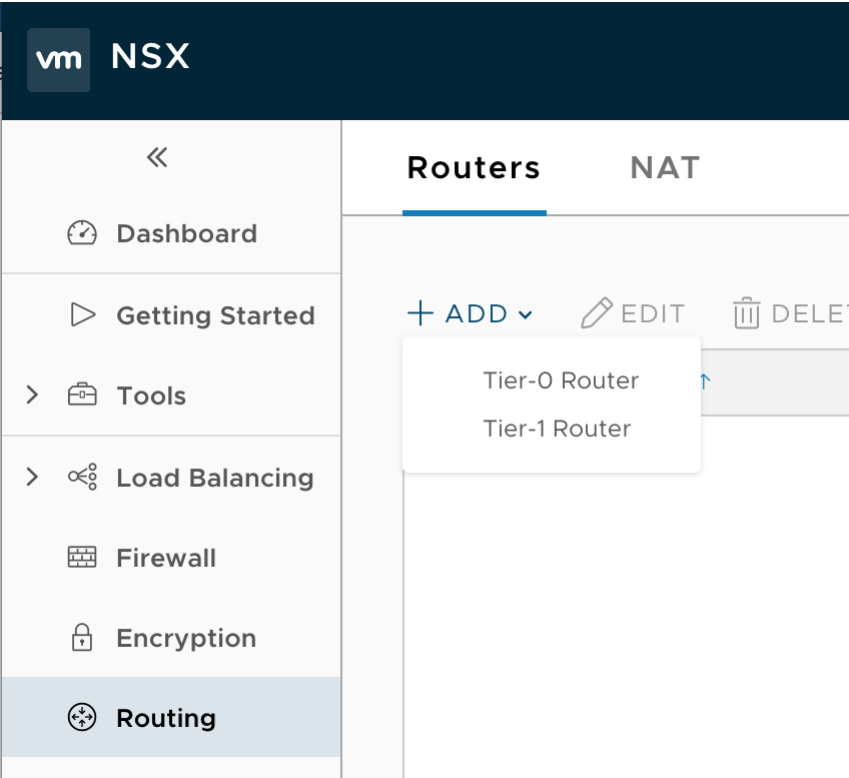 vm NSX
Routers NAT
Dashboard
Getting Started
ADD EDIT
Tier-0 Router
Tools
Tier-1 Router
Load Balancing
Firewall
Encryption
Routing